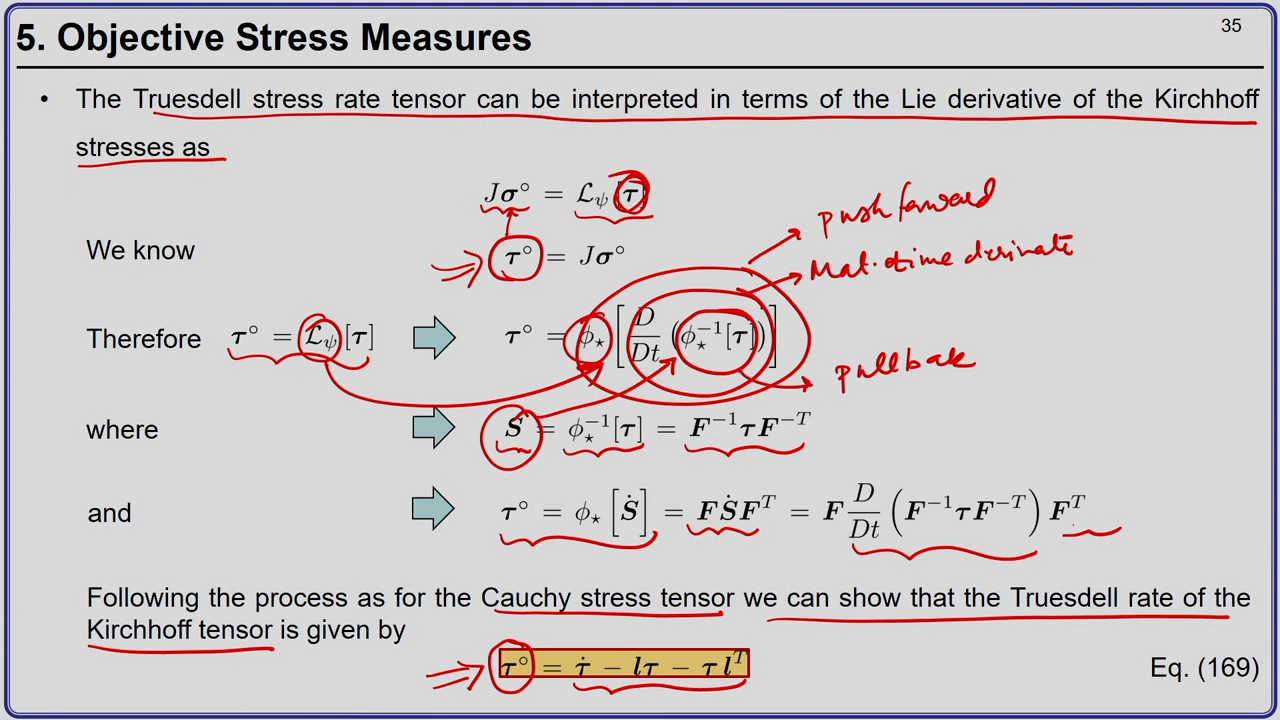 5. Objective Stress Measures
35
• The Truesdell stress rate tensor can be interpreted in terms of the Lie derivative of the Kirchhoff
stresses as
Jσ° = ℒ_ψ[τ]
push forward
We know τ° = Jσ°
Mat. time derivate
Therefore τ° = ℒ_ψ[τ] ⇒ τ° = ϕ⋆ [ D/Dt (ϕ⋆⁻¹[τ]) ]
pull back
where ⇒ S = ϕ⋆⁻¹[τ] = F⁻¹τF⁻ᵀ
and ⇒ τ° = ϕ⋆ [Ṡ] = FṠFᵀ = F D/Dt (F⁻¹τF⁻ᵀ) Fᵀ
Following the process as for the Cauchy stress tensor we can show that the Truesdell rate of the
Kirchhoff tensor is given by
τ° = τ̇ − lτ − τlᵀ Eq. (169)